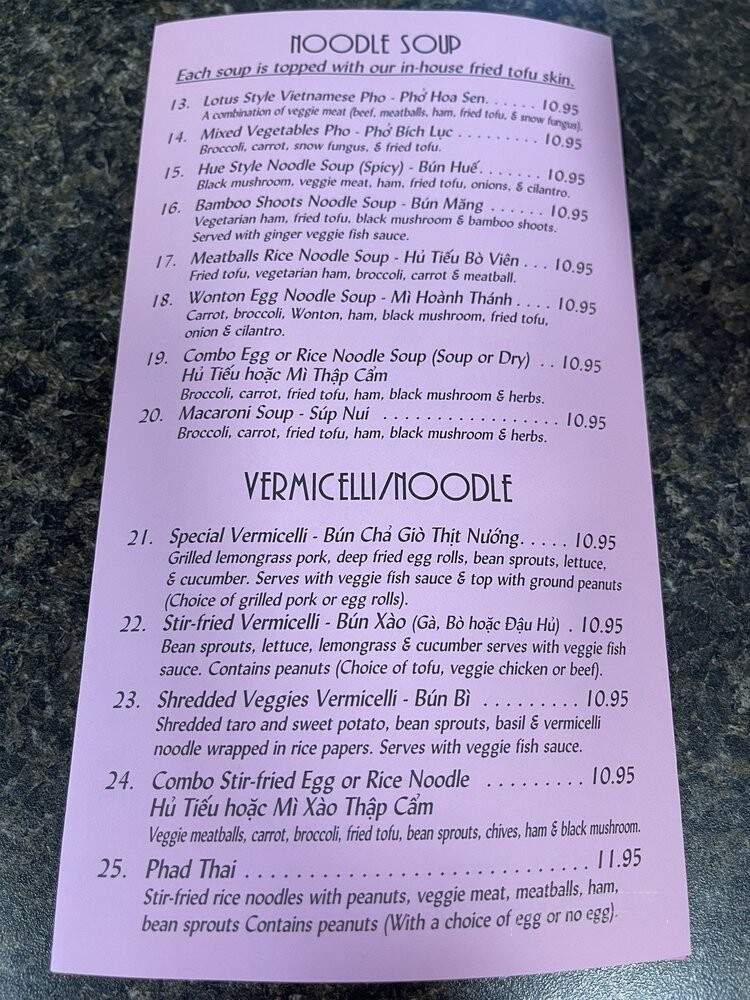 NOODLE SOUP
Each soup is topped with our in-house fried tofu skin.
13. Lotus Style Vietnamese Pho - Phở Hoa Sen. . . . . . 10.95
A combination of veggie meat (beef, meatballs, ham, fried tofu, & snow fungus).
14. Mixed Vegetables Pho - Phở Bích Lục . . . . . . . . . 10.95
Broccoli, carrot, snow fungus, & fried tofu.
15. Hue Style Noodle Soup (Spicy) - Bún Huế. . . . . . . 10.95
Black mushroom, veggie meat, ham, fried tofu, onions, & cilantro.
16. Bamboo Shoots Noodle Soup - Bún Măng . . . . . . 10.95
Vegetarian ham, fried tofu, black mushroom & bamboo shoots.
Served with ginger veggie fish sauce.
17. Meatballs Rice Noodle Soup - Hủ Tiếu Bò Viên . . . 10.95
Fried tofu, vegetarian ham, broccoli, carrot & meatball.
18. Wonton Egg Noodle Soup - Mì Hoành Thánh . . . . 10.95
Carrot, broccoli, Wonton, ham, black mushroom, fried tofu,
onion & cilantro.
19. Combo Egg or Rice Noodle Soup (Soup or Dry) . . 10.95
Hủ Tiếu hoặc Mì Thập Cẩm
Broccoli, carrot, fried tofu, ham, black mushroom & herbs.
20. Macaroni Soup - Súp Nui . . . . . . . . . . . . . . . . . 10.95
Broccoli, carrot, fried tofu, ham, black mushroom & herbs.
VERMICELLI/NOODLE
21. Special Vermicelli - Bún Chả Giò Thịt Nướng. . . . . 10.95
Grilled lemongrass pork, deep fried egg rolls, bean sprouts, lettuce,
& cucumber. Serves with veggie fish sauce & top with ground peanuts
(Choice of grilled pork or egg rolls).
22. Stir-fried Vermicelli - Bún Xào (Gà, Bò hoặc Đậu Hủ) . 10.95
Bean sprouts, lettuce, lemongrass & cucumber serves with veggie fish
sauce. Contains peanuts (Choice of tofu, veggie chicken or beef).
23. Shredded Veggies Vermicelli - Bún Bì . . . . . . . . . 10.95
Shredded taro and sweet potato, bean sprouts, basil & vermicelli
noodle wrapped in rice papers. Serves with veggie fish sauce.
24. Combo Stir-fried Egg or Rice Noodle . . . . . . . . . 10.95
Hủ Tiếu hoặc Mì Xào Thập Cẩm
Veggie meatballs, carrot, broccoli, fried tofu, bean sprouts, chives, ham & black mushroom.
25. Phad Thai . . . . . . . . . . . . . . . . . . . . . . . . . . . . . 11.95
Stir-fried rice noodles with peanuts, veggie meat, meatballs, ham,
bean sprouts Contains peanuts (With a choice of egg or no egg).